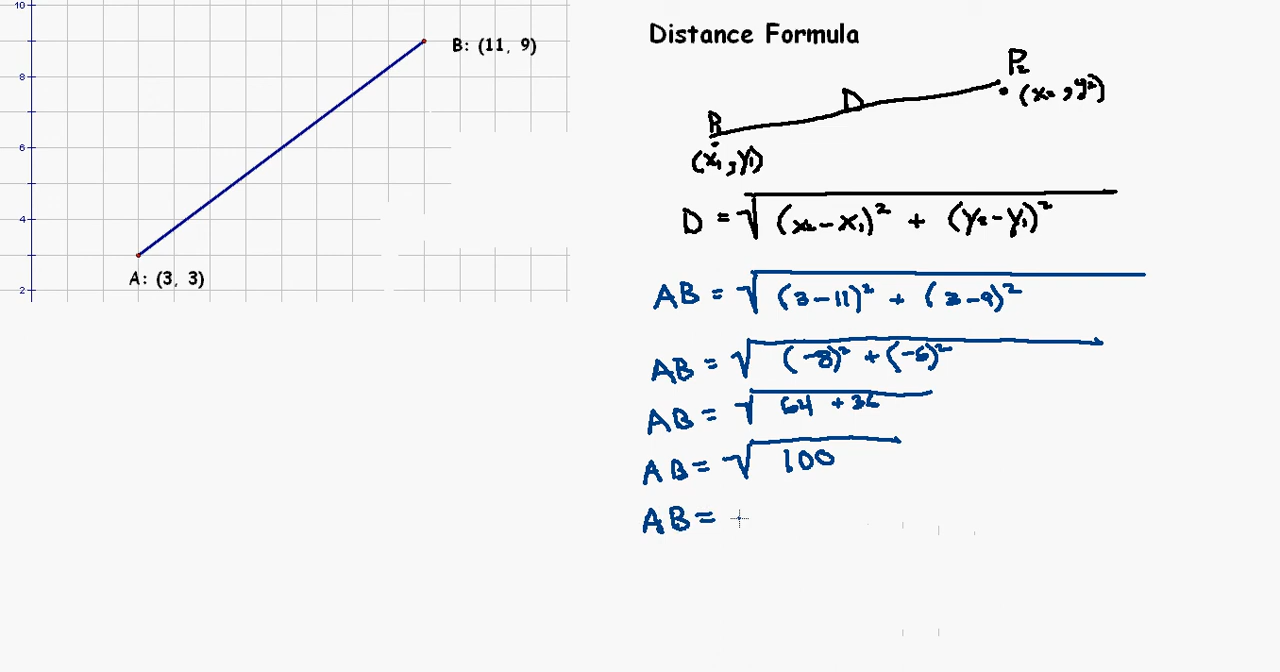 10
B: (11, 9)
8
6
4
A: (3, 3)
2
Distance Formula
P₂
(x₂, y²)
D
P₁
(x₁, y₁)
D = √(x₂ - x₁)² + (y₂ - y₁)²
AB = √(3 - 11)² + (3 - 9)²
AB = √(-8)² + (-6)²
AB = √64 + 36
AB = √100
AB =